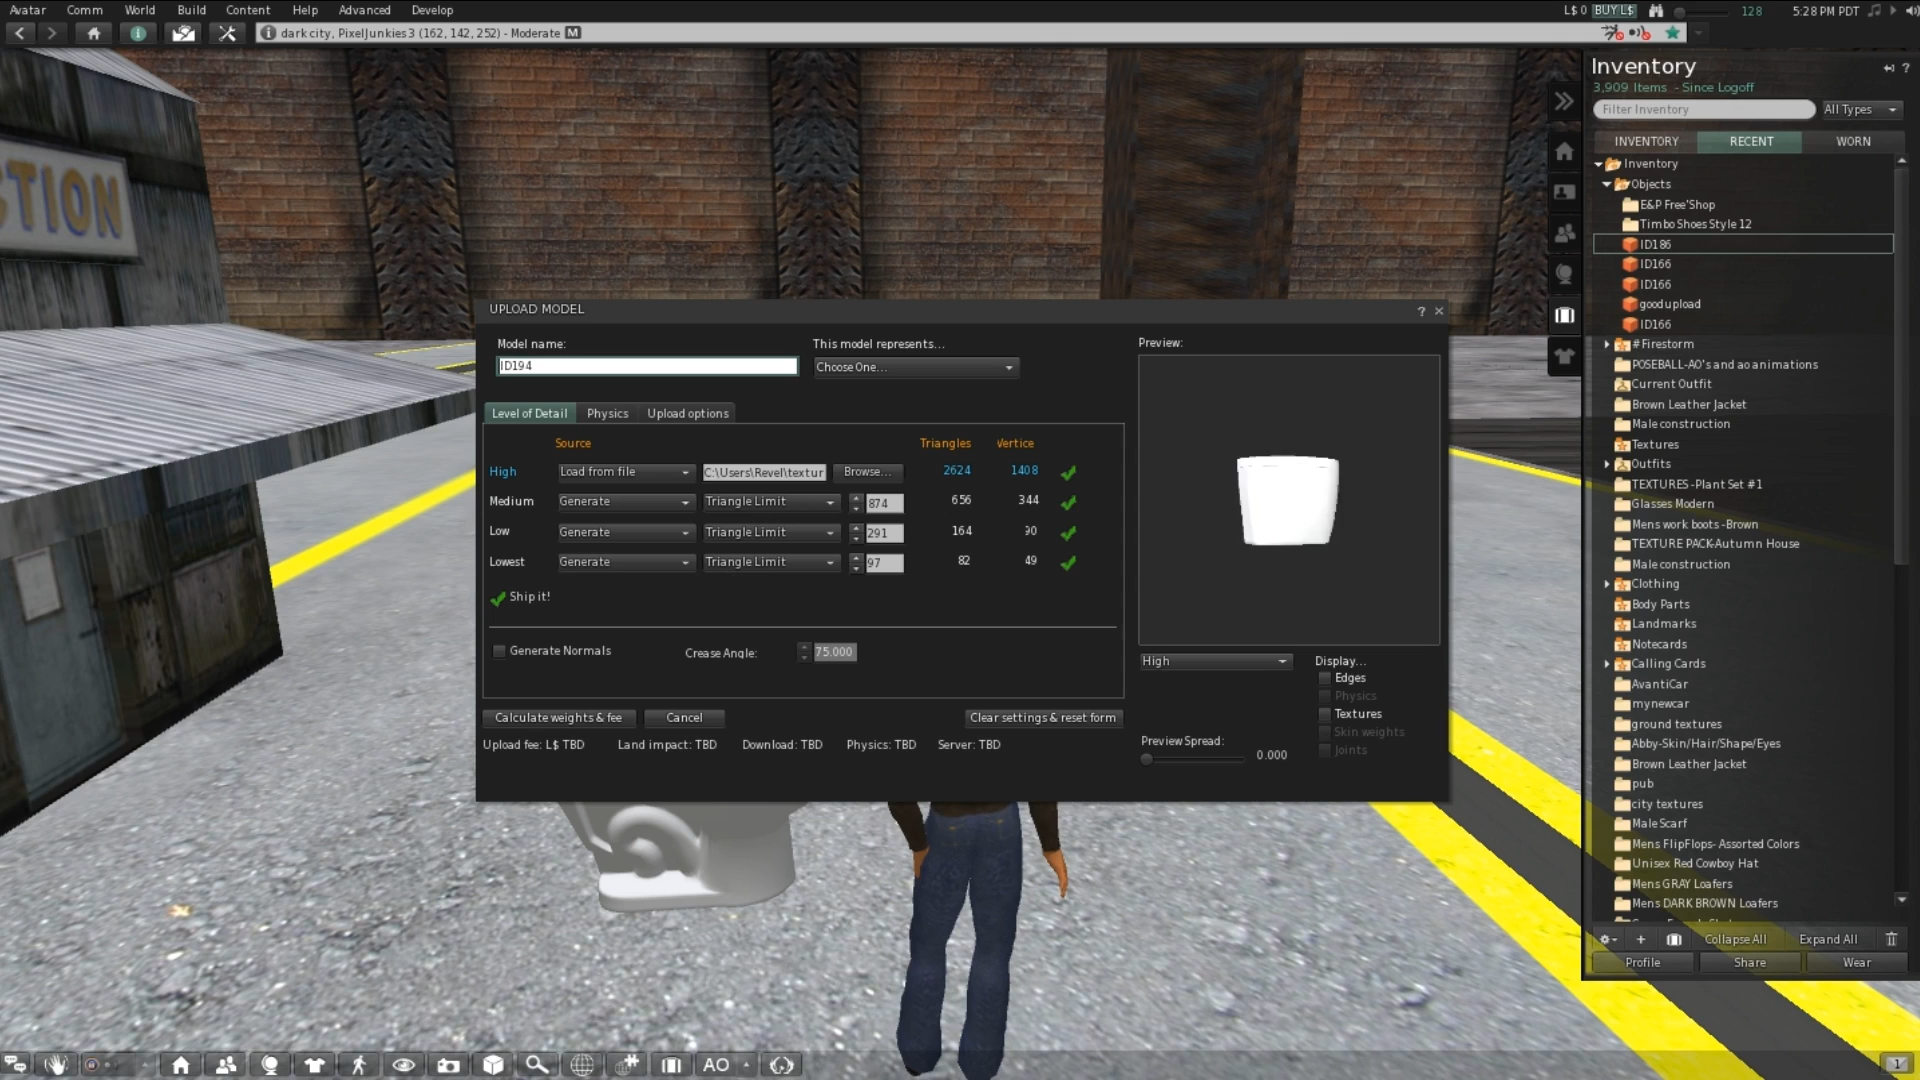 Avatar Comm World Build Content Help Advanced Develop
L$ 0 BUY L$ 128 5:28 PM PDT
dark city, PixelJunkies3 (162, 142, 252) - Moderate M
CTION
UPLOAD MODEL
? ×
Model name:
ID194
This model represents...
Choose One...
Preview:
Level of Detail Physics Upload options
Source Triangles Vertice
High Load from file C:\Users\Revel\textur Browse... 2624 1408
Medium Generate Triangle Limit 874 656 344
Low Generate Triangle Limit 291 164 90
Lowest Generate Triangle Limit 97 82 49
Ship it!
Generate Normals Crease Angle: 75.000
Calculate weights & fee Cancel Clear settings & reset form
Upload fee: L$ TBD Land impact: TBD Download: TBD Physics: TBD Server: TBD
High
Display...
Edges
Physics
Textures
Skin weights
Joints
Preview Spread:
0.000
Inventory
?
3,909 Items - Since Logoff
Filter Inventory All Types
INVENTORY RECENT WORN
Inventory
Objects
E&P Free'Shop
Timbo Shoes Style 12
ID186
ID166
ID166
goodupload
ID166
#Firestorm
POSEBALL-AO's and ao animations
Current Outfit
Brown Leather Jacket
Male construction
Textures
Outfits
TEXTURES -Plant Set #1
Glasses Modern
Mens work boots -Brown
TEXTURE PACK-Autumn House
Male construction
Clothing
Body Parts
Landmarks
Notecards
Calling Cards
AvantiCar
mynewcar
ground textures
Abby-Skin/Hair/Shape/Eyes
Brown Leather Jacket
pub
city textures
Male Scarf
Mens FlipFlops- Assorted Colors
Unisex Red Cowboy Hat
Mens GRAY Loafers
Mens DARK BROWN Loafers
+ Collapse All Expand All
Profile Share Wear
AO
1